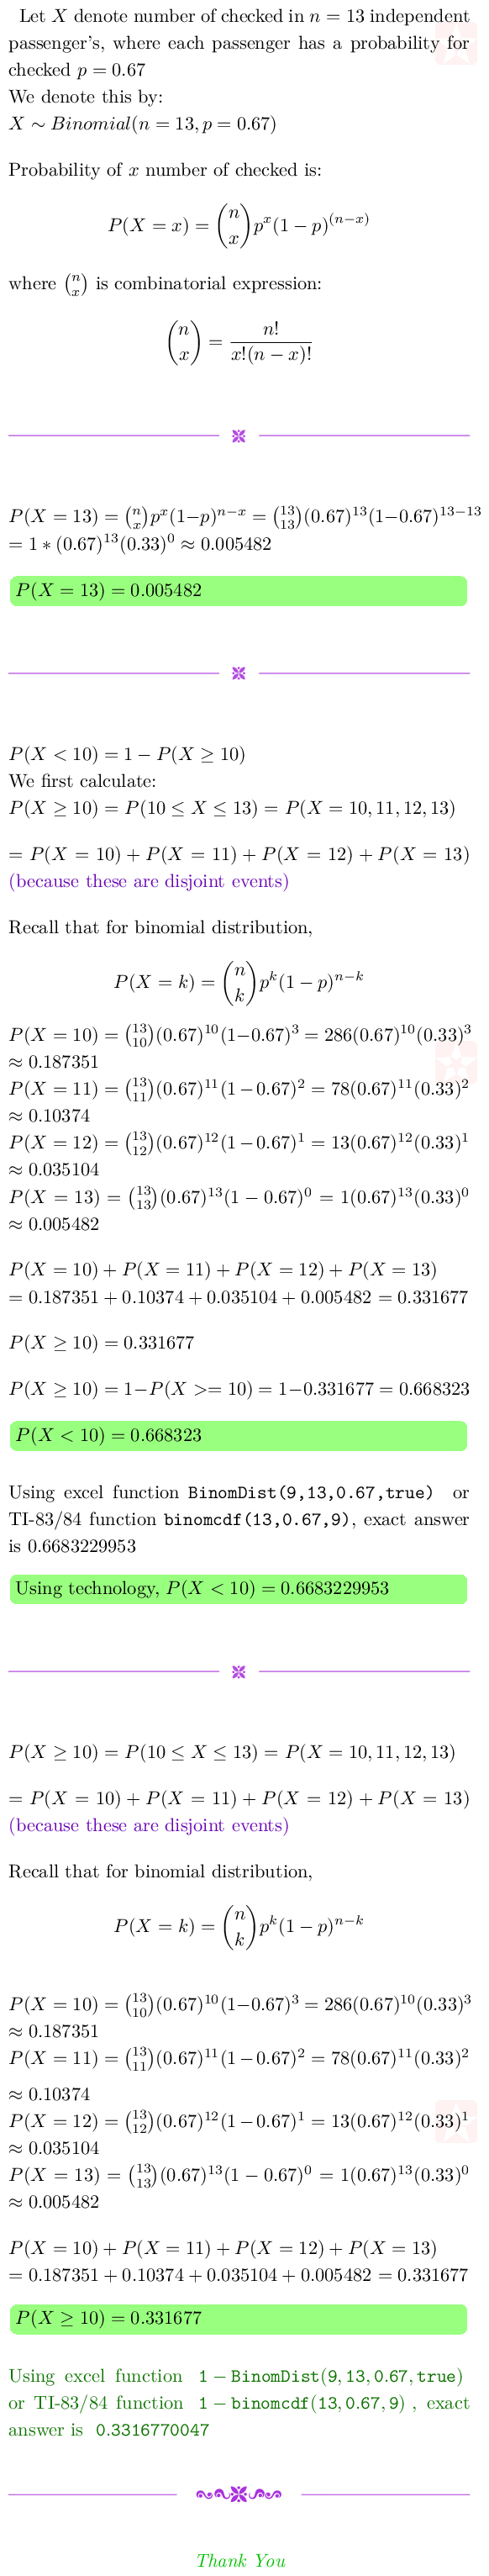 Let X denote number of checked in n = 13 independent
passenger's, where each passenger has a probability for
checked p = 0.67
We denote this by:
X ∼ Binomial(n = 13, p = 0.67)
Probability of x number of checked is:
P(X = x) = \binom{n}{x} p^x (1 − p)^{(n−x)}
where \binom{n}{x} is combinatorial expression:
\binom{n}{x} = \frac{n!}{x!(n − x)!}
P(X = 13) = \binom{n}{x} p^x (1−p)^{n−x} = \binom{13}{13} (0.67)^{13} (1−0.67)^{13−13}
= 1 ∗ (0.67)^{13} (0.33)^0 ≈ 0.005482
P(X = 13) = 0.005482
P(X < 10) = 1 − P(X ≥ 10)
We first calculate:
P(X ≥ 10) = P(10 ≤ X ≤ 13) = P(X = 10, 11, 12, 13)
= P(X = 10) + P(X = 11) + P(X = 12) + P(X = 13)
(because these are disjoint events)
Recall that for binomial distribution,
P(X = k) = \binom{n}{k} p^k (1 − p)^{n−k}
P(X = 10) = \binom{13}{10} (0.67)^{10} (1−0.67)^3 = 286(0.67)^{10} (0.33)^3
≈ 0.187351
P(X = 11) = \binom{13}{11} (0.67)^{11} (1 − 0.67)^2 = 78(0.67)^{11} (0.33)^2
≈ 0.10374
P(X = 12) = \binom{13}{12} (0.67)^{12} (1 − 0.67)^1 = 13(0.67)^{12} (0.33)^1
≈ 0.035104
P(X = 13) = \binom{13}{13} (0.67)^{13} (1 − 0.67)^0 = 1(0.67)^{13} (0.33)^0
≈ 0.005482
P(X = 10) + P(X = 11) + P(X = 12) + P(X = 13)
= 0.187351 + 0.10374 + 0.035104 + 0.005482 = 0.331677
P(X ≥ 10) = 0.331677
P(X ≥ 10) = 1−P(X >= 10) = 1−0.331677 = 0.668323
P(X < 10) = 0.668323
Using excel function BinomDist(9,13,0.67,true) or
TI-83/84 function binomcdf(13,0.67,9), exact answer
is 0.6683229953
Using technology, P(X < 10) = 0.6683229953
P(X ≥ 10) = P(10 ≤ X ≤ 13) = P(X = 10, 11, 12, 13)
= P(X = 10) + P(X = 11) + P(X = 12) + P(X = 13)
(because these are disjoint events)
Recall that for binomial distribution,
P(X = k) = \binom{n}{k} p^k (1 − p)^{n−k}
P(X = 10) = \binom{13}{10} (0.67)^{10} (1−0.67)^3 = 286(0.67)^{10} (0.33)^3
≈ 0.187351
P(X = 11) = \binom{13}{11} (0.67)^{11} (1 − 0.67)^2 = 78(0.67)^{11} (0.33)^2
≈ 0.10374
P(X = 12) = \binom{13}{12} (0.67)^{12} (1 − 0.67)^1 = 13(0.67)^{12} (0.33)^1
≈ 0.035104
P(X = 13) = \binom{13}{13} (0.67)^{13} (1 − 0.67)^0 = 1(0.67)^{13} (0.33)^0
≈ 0.005482
P(X = 10) + P(X = 11) + P(X = 12) + P(X = 13)
= 0.187351 + 0.10374 + 0.035104 + 0.005482 = 0.331677
P(X ≥ 10) = 0.331677
Using excel function 1 − BinomDist(9, 13, 0.67, true)
or TI-83/84 function 1 − binomcdf(13, 0.67, 9) , exact
answer is 0.3316770047
Thank You